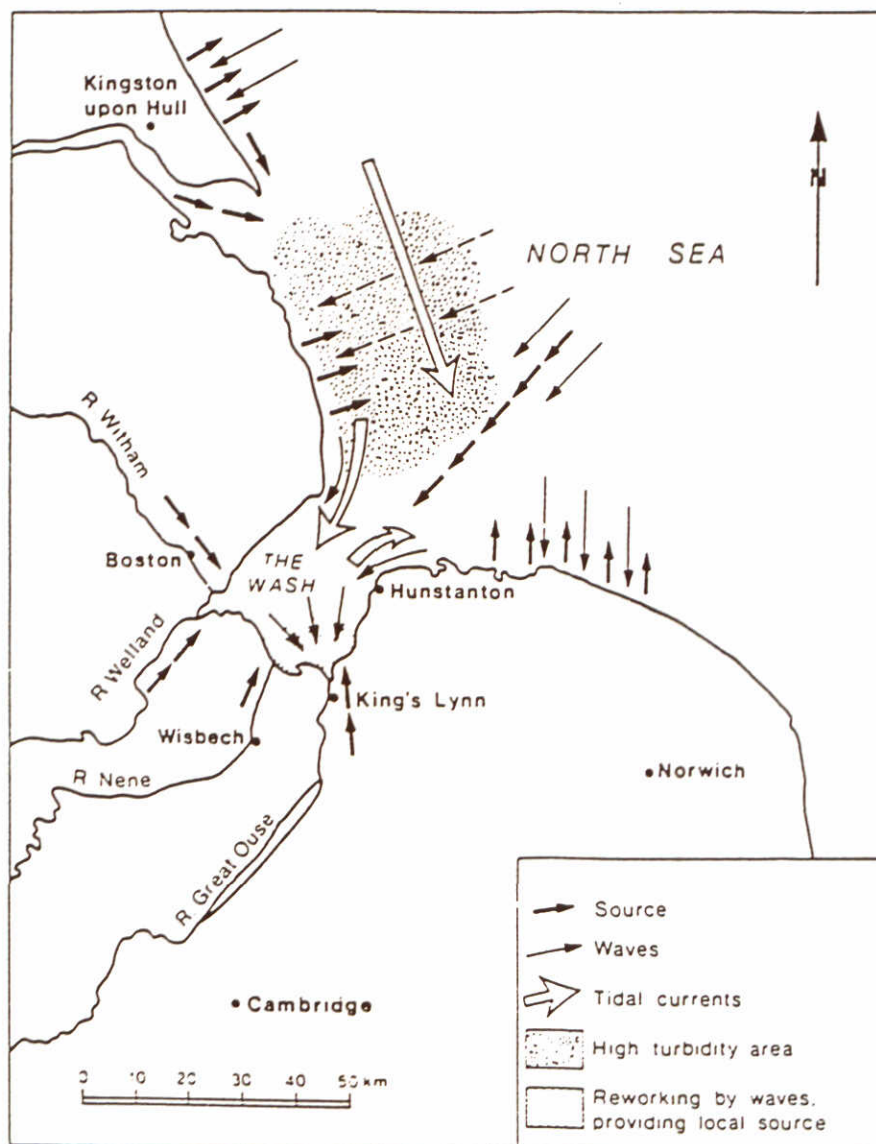 Kingston
upon Hull
N
NORTH SEA
R Witham
Boston
THE
WASH
Hunstanton
R Welland
King's Lynn
Wisbech
R Nene
Norwich
R. Great Ouse
Source
Waves
Tidal currents
Cambridge
High turbidity area
0 10 20 30 40 50 km
Reworking by waves,
providing local source